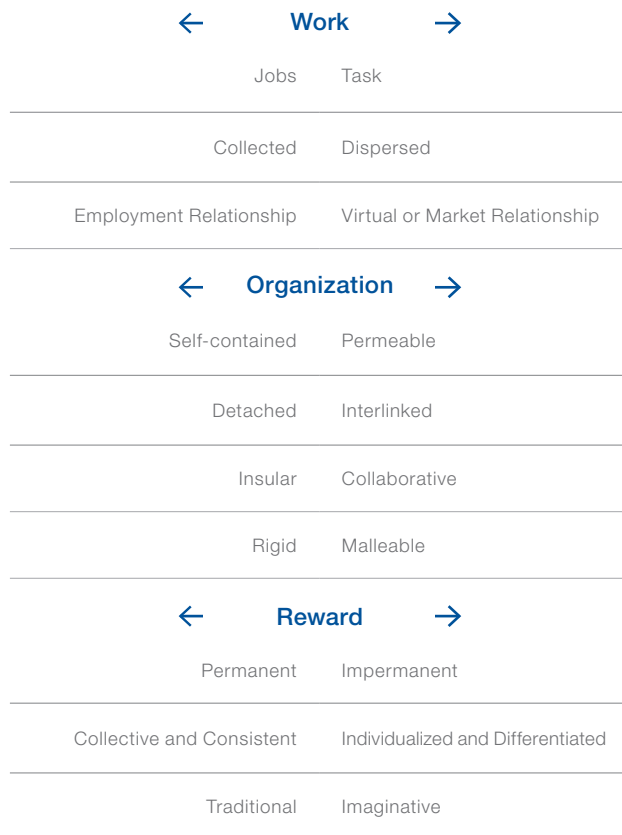 ← Work →
Jobs Task
Collected Dispersed
Employment Relationship Virtual or Market Relationship
← Organization →
Self-contained Permeable
Detached Interlinked
Insular Collaborative
Rigid Malleable
← Reward →
Permanent Impermanent
Collective and Consistent Individualized and Differentiated
Traditional Imaginative